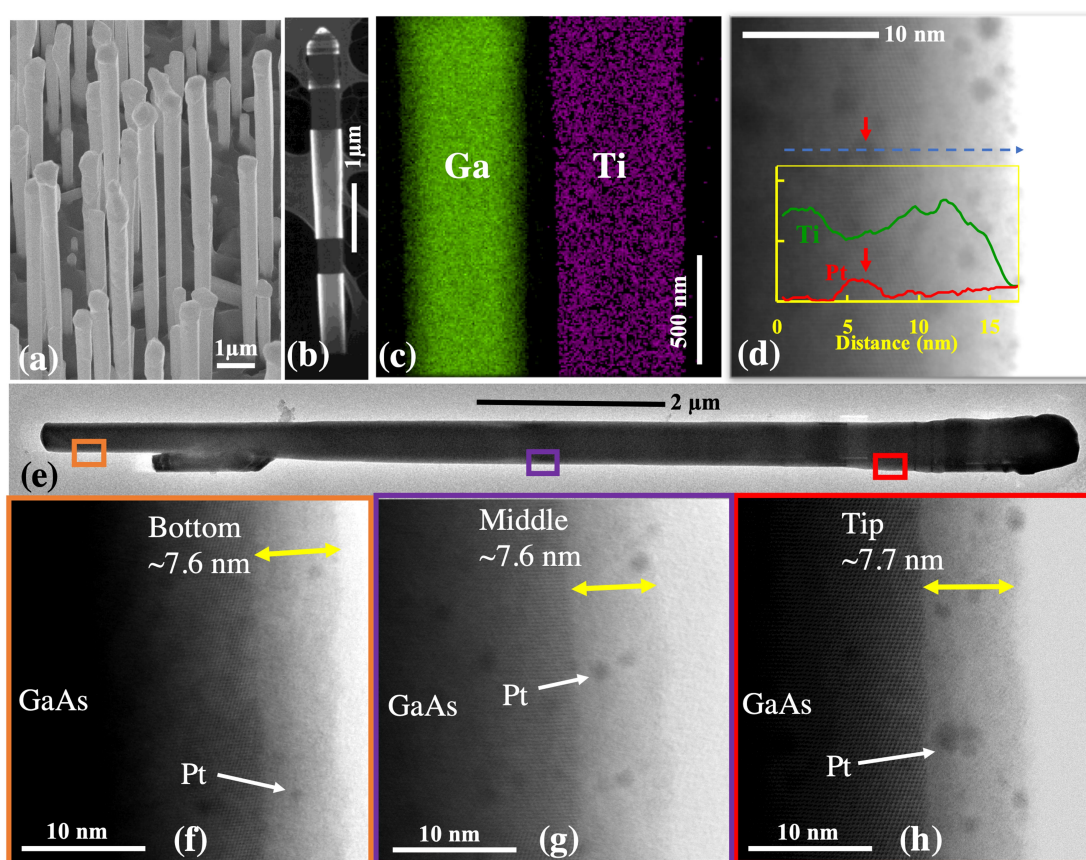 (a)
1µm
(b)
1µm
Ga
Ti
(c)
500 nm
10 nm
Ti
Pt
0
5
10
15
Distance (nm)
(d)
2 µm
(e)
Bottom
~7.6 nm
GaAs
Pt
10 nm
(f)
Middle
~7.6 nm
Pt
GaAs
10 nm
(g)
Tip
~7.7 nm
GaAs
Pt
10 nm
(h)